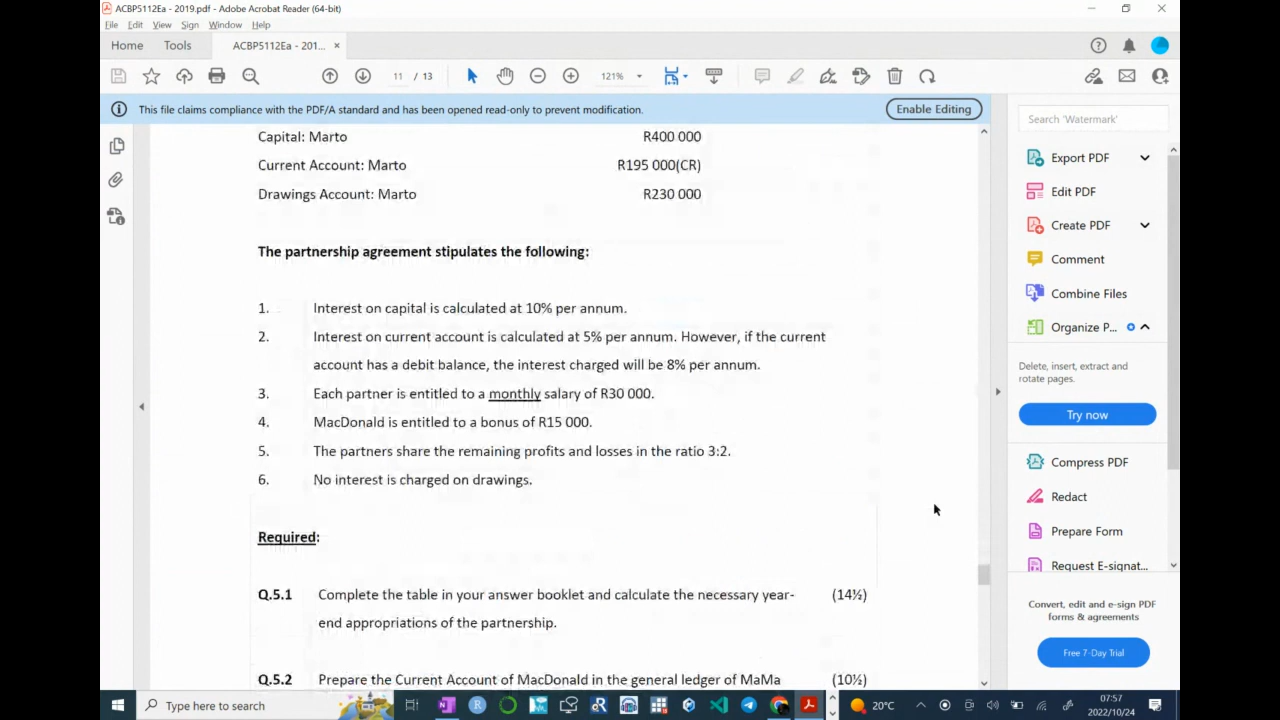 ACBP5112Ea - 2019.pdf - Adobe Acrobat Reader (64-bit)
File Edit View Sign Window Help
Home Tools ACBP5112Ea - 201... ×
11 / 13 121%
This file claims compliance with the PDF/A standard and has been opened read-only to prevent modification.
Enable Editing
Capital: Marto R400 000
Current Account: Marto R195 000(CR)
Drawings Account: Marto R230 000
The partnership agreement stipulates the following:
1. Interest on capital is calculated at 10% per annum.
2. Interest on current account is calculated at 5% per annum. However, if the current
account has a debit balance, the interest charged will be 8% per annum.
3. Each partner is entitled to a monthly salary of R30 000.
4. MacDonald is entitled to a bonus of R15 000.
5. The partners share the remaining profits and losses in the ratio 3:2.
6. No interest is charged on drawings.
Required:
Q.5.1 Complete the table in your answer booklet and calculate the necessary year- (14½)
end appropriations of the partnership.
Q.5.2 Prepare the Current Account of MacDonald in the general ledger of MaMa (10½)
Search 'Watermark'
Export PDF
Edit PDF
Create PDF
Comment
Combine Files
Organize P...
Delete, insert, extract and
rotate pages.
Try now
Compress PDF
Redact
Prepare Form
Request E-signat...
Convert, edit and e-sign PDF
forms & agreements
Free 7-Day Trial
Type here to search
20°C
07:57
2022/10/24